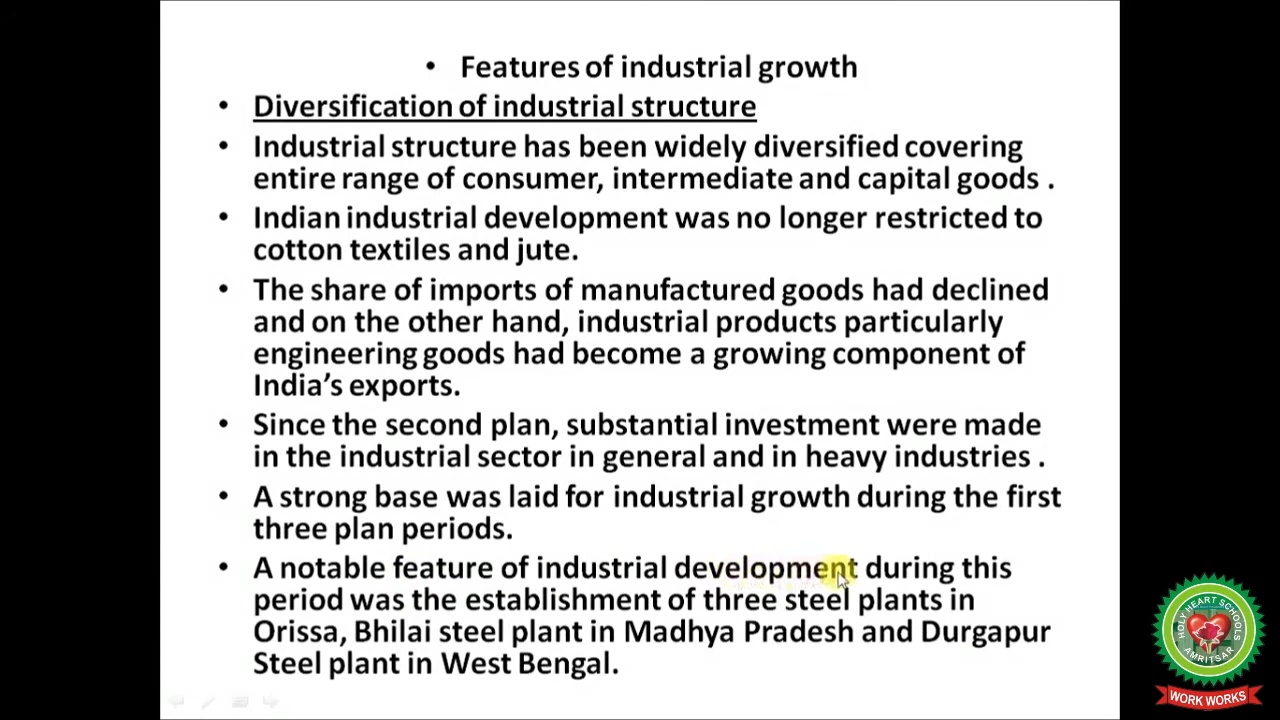 • Features of industrial growth
• Diversification of industrial structure
• Industrial structure has been widely diversified covering
entire range of consumer, intermediate and capital goods .
• Indian industrial development was no longer restricted to
cotton textiles and jute.
• The share of imports of manufactured goods had declined
and on the other hand, industrial products particularly
engineering goods had become a growing component of
India’s exports.
• Since the second plan, substantial investment were made
in the industrial sector in general and in heavy industries .
• A strong base was laid for industrial growth during the first
three plan periods.
• A notable feature of industrial development during this
period was the establishment of three steel plants in
Orissa, Bhilai steel plant in Madhya Pradesh and Durgapur
Steel plant in West Bengal.
HOLY HEART SCHOOLS
AMRITSAR
WORK WORKS